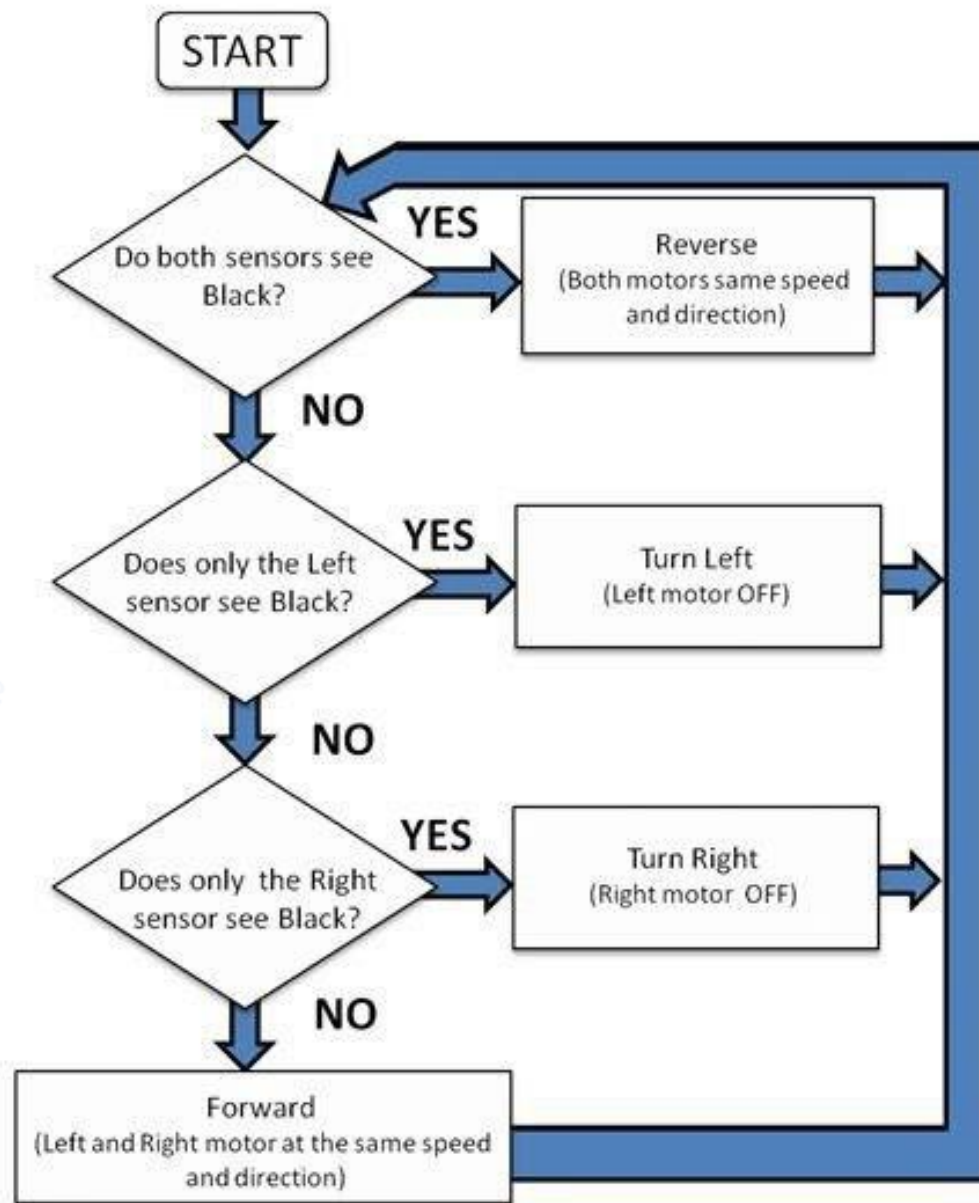 START
Do both sensors see
Black?
YES
Reverse
(Both motors same speed
and direction)
NO
Does only the Left
sensor see Black?
YES
Turn Left
(Left motor OFF)
NO
Does only the Right
sensor see Black?
YES
Turn Right
(Right motor OFF)
NO
Forward
(Left and Right motor at the same speed
and direction)